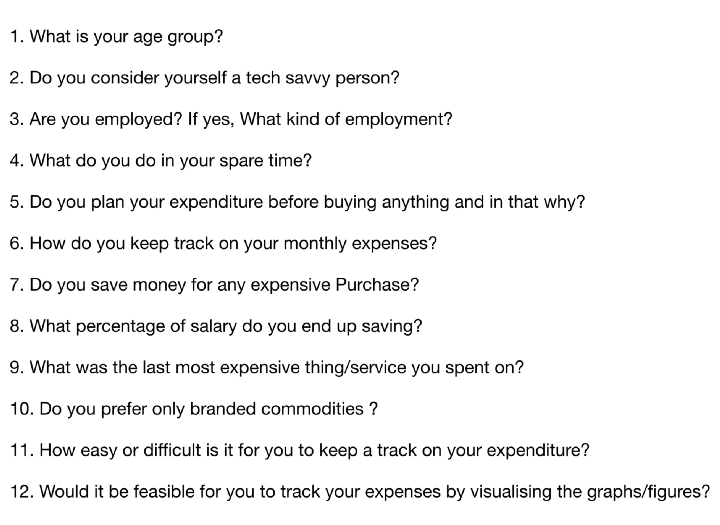 1. What is your age group?
2. Do you consider yourself a tech savvy person?
3. Are you employed? If yes, What kind of employment?
4. What do you do in your spare time?
5. Do you plan your expenditure before buying anything and in that why?
6. How do you keep track on your monthly expenses?
7. Do you save money for any expensive Purchase?
8. What percentage of salary do you end up saving?
9. What was the last most expensive thing/service you spent on?
10. Do you prefer only branded commodities ?
11. How easy or difficult is it for you to keep a track on your expenditure?
12. Would it be feasible for you to track your expenses by visualising the graphs/figures?